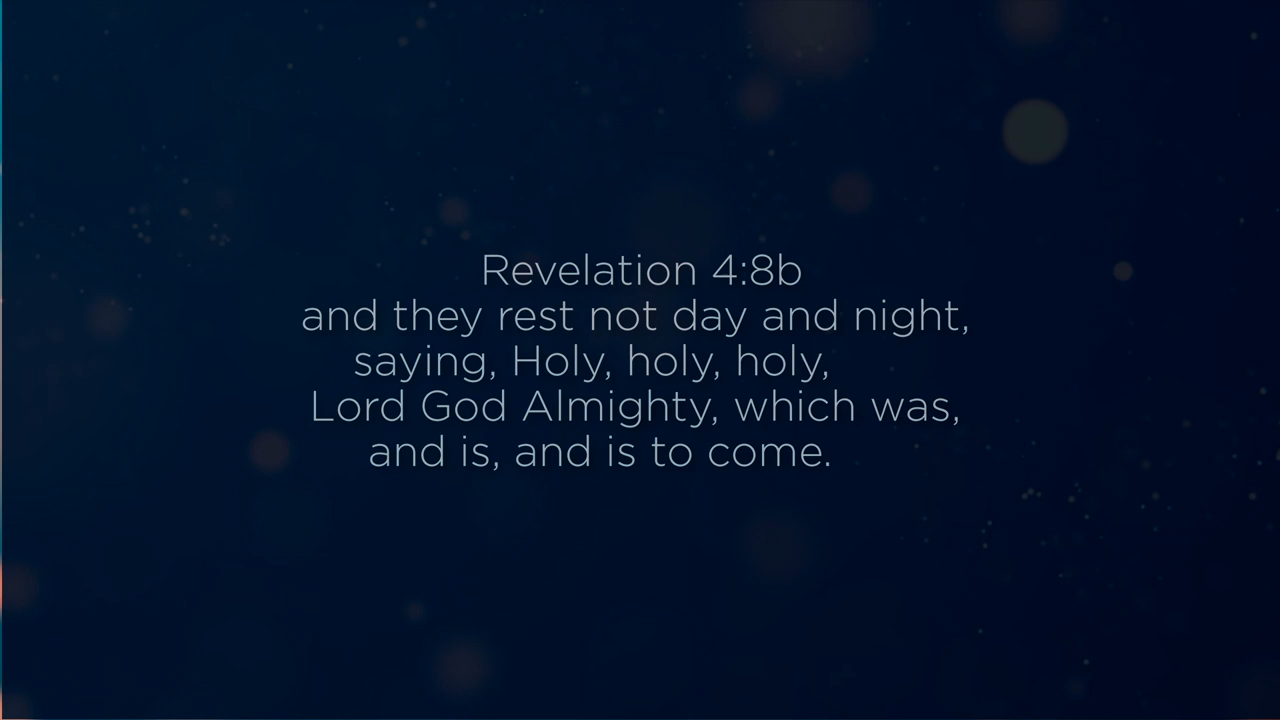 Revelation 4:8b
and they rest not day and night,
saying, Holy, holy, holy,
Lord God Almighty, which was,
and is, and is to come.